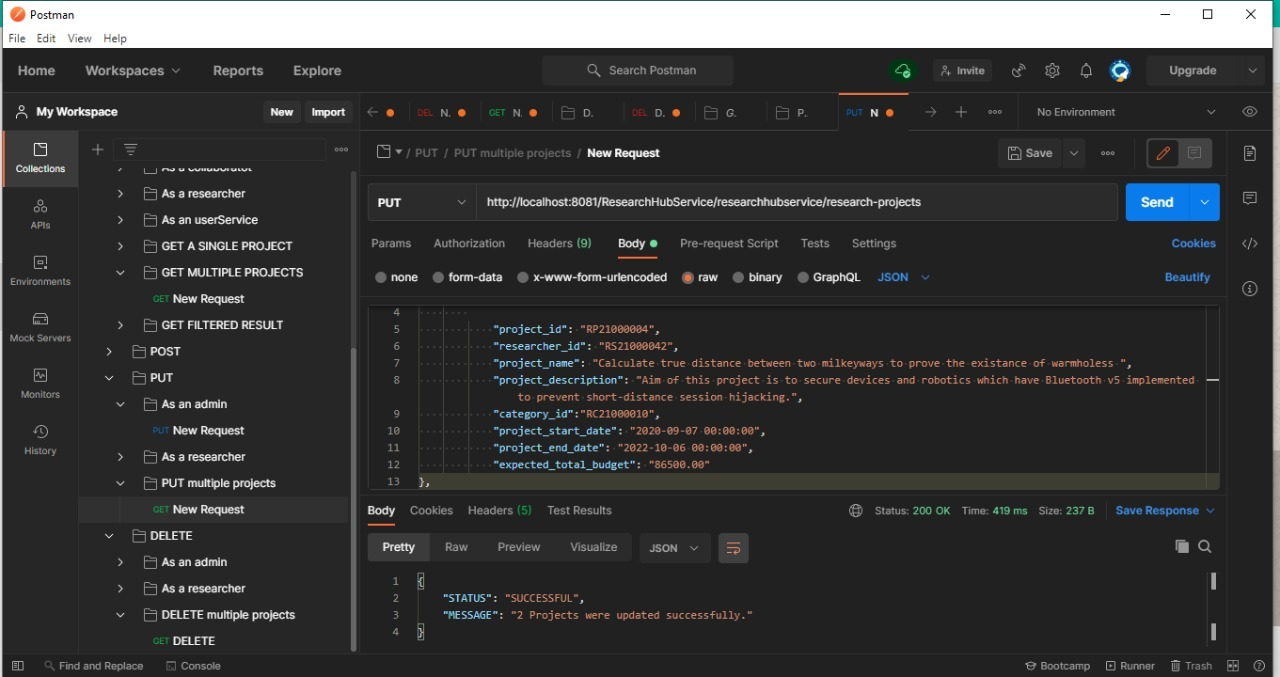 Postman
File Edit View Help
Home Workspaces Reports Explore Search Postman Invite Upgrade
My Workspace New Import
DEL N. GET N. D. DEL D. G. P. PUT N No Environment
Collections
APIs
Environments
Mock Servers
Monitors
History
As a collaborator
As a researcher
As an userService
GET A SINGLE PROJECT
GET MULTIPLE PROJECTS
GET New Request
GET FILTERED RESULT
POST
PUT
As an admin
PUT New Request
As a researcher
PUT multiple projects
GET New Request
DELETE
As an admin
As a researcher
DELETE multiple projects
GET DELETE
/ PUT / PUT multiple projects / New Request Save
PUT http://localhost:8081/ResearchHubService/researchhubservice/research-projects Send
Params Authorization Headers (9) Body Pre-request Script Tests Settings Cookies
none form-data x-www-form-urlencoded raw binary GraphQL JSON Beautify
4
5 "project_id": "RP21000004",
6 "researcher_id": "RS21000042",
7 "project_name": "Calculate true distance between two milkeyways to prove the existance of warmholess ",
8 "project_description": "Aim of this project is to secure devices and robotics which have Bluetooth v5 implemented
to prevent short-distance session hijacking.",
9 "category_id":"RC21000010",
10 "project_start_date": "2020-09-07 00:00:00",
11 "project_end_date": "2022-10-06 00:00:00",
12 "expected_total_budget": "86500.00"
13 },
Body Cookies Headers (5) Test Results Status: 200 OK Time: 419 ms Size: 237 B Save Response
Pretty Raw Preview Visualize JSON
1 {
2 "STATUS": "SUCCESSFUL",
3 "MESSAGE": "2 Projects were updated successfully."
4 }
Find and Replace Console Bootcamp Runner Trash